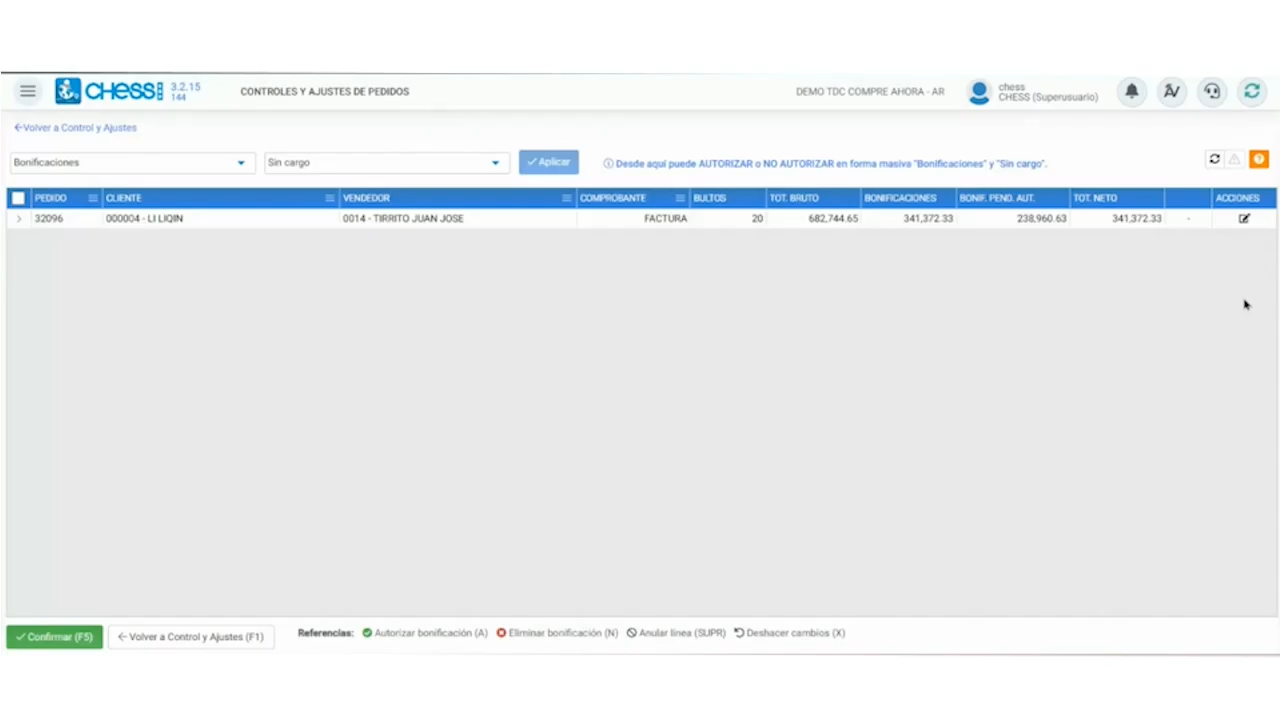 CHESS 3.2.15
144
CONTROLES Y AJUSTES DE PEDIDOS
DEMO TDC COMPRE AHORA - AR
chess
CHESS (Superusuario)
Volver a Control y Ajustes
Bonificaciones
Sin cargo
Aplicar
Desde aquí puede AUTORIZAR o NO AUTORIZAR en forma masiva "Bonificaciones" y "Sin cargo".
PEDIDO CLIENTE VENDEDOR COMPROBANTE BULTOS TOT. BRUTO BONIFICACIONES BONIF. PEND. AUT. TOT. NETO ACCIONES
32096 000004 - LI LIQIN 0014 - TIRRITO JUAN JOSE FACTURA 20 682,744.65 341,372.33 238,960.63 341,372.33 -
Confirmar (F5)
Volver a Control y Ajustes (F1)
Referencias: Autorizar bonificación (A) Eliminar bonificación (N) Anular línea (SUPR) Deshacer cambios (X)